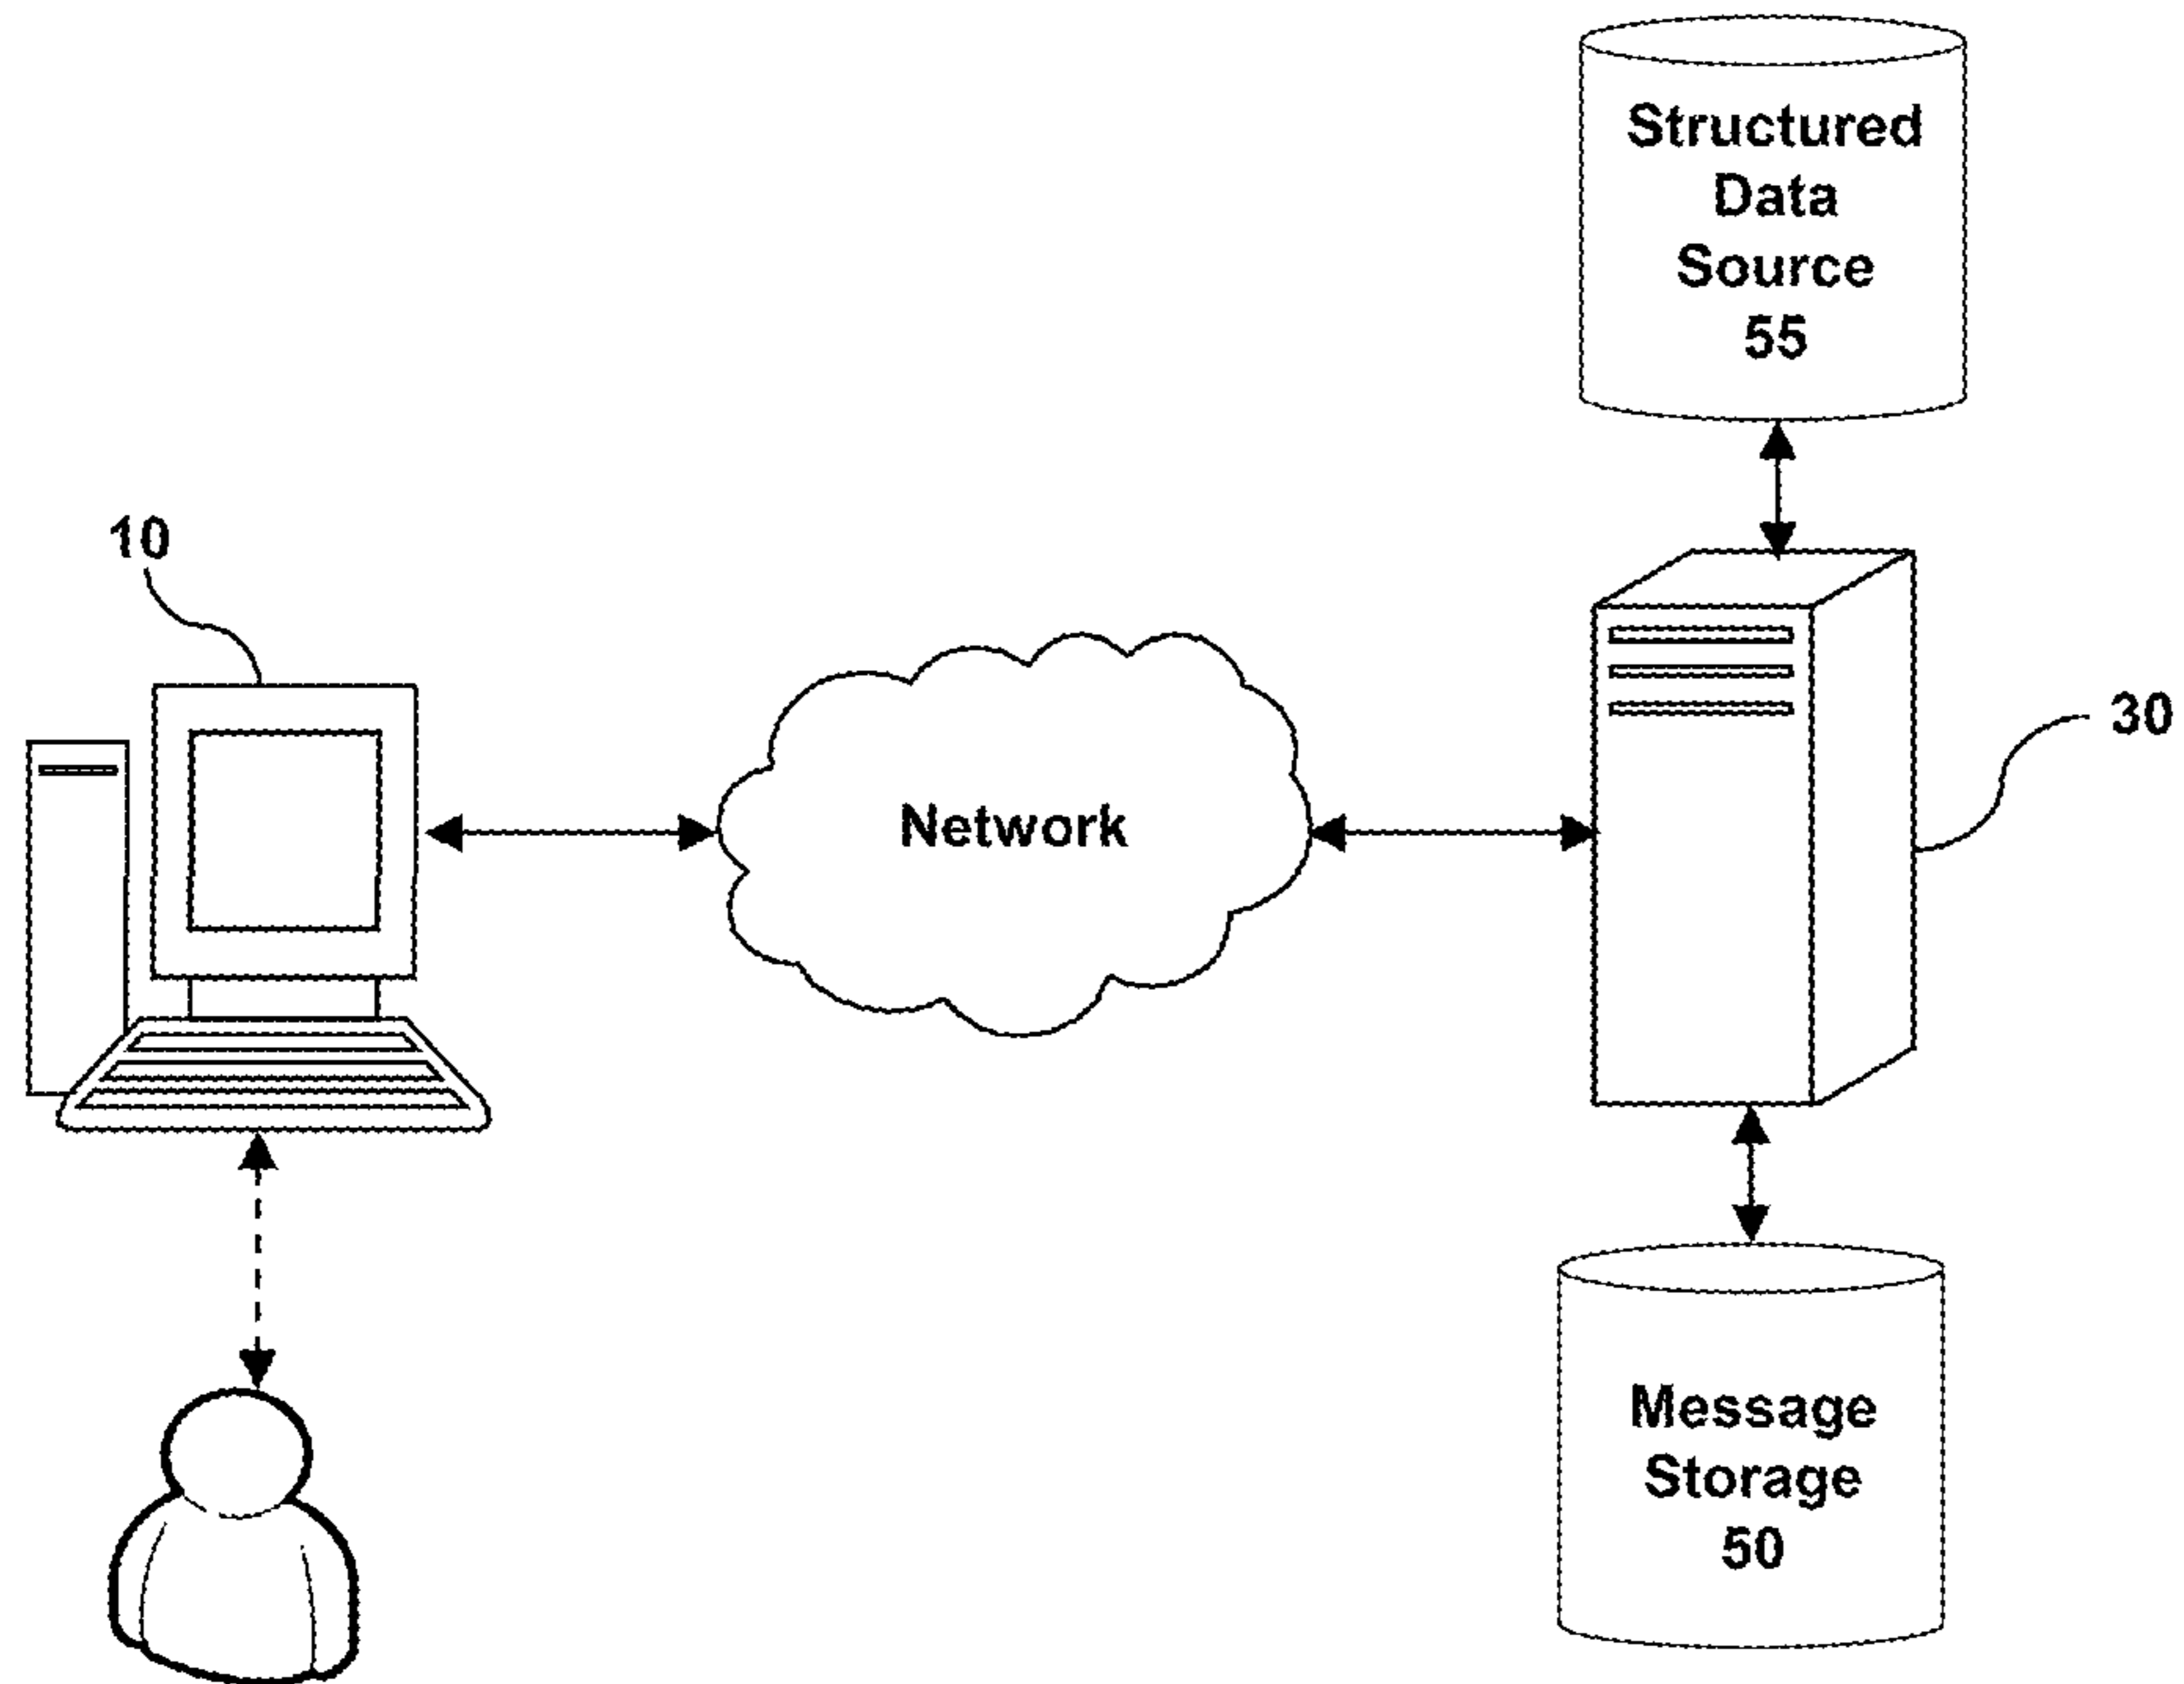 Structured
Data
Source
55
10
30
Network
Message
Storage
50